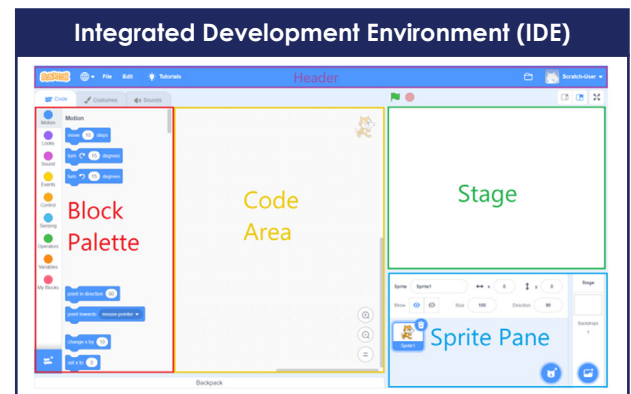 Integrated Development Environment (IDE)
SCRATCH File Edit Tutorials Header Scratch-User
Code Costumes Sounds
Motion
Looks
Sound
Events
Control
Sensing
Operators
Variables
My Blocks
Motion
move 10 steps
turn 15 degrees
turn 15 degrees
Block
Palette
point in direction 90
point towards mouse-pointer
change x by 10
set x to 0
Code
Area
Stage
Sprite Sprite1 x 0 y 0
Show Size 100 Direction 90
Sprite1
Sprite Pane
Stage
Backdrops
1
Backpack